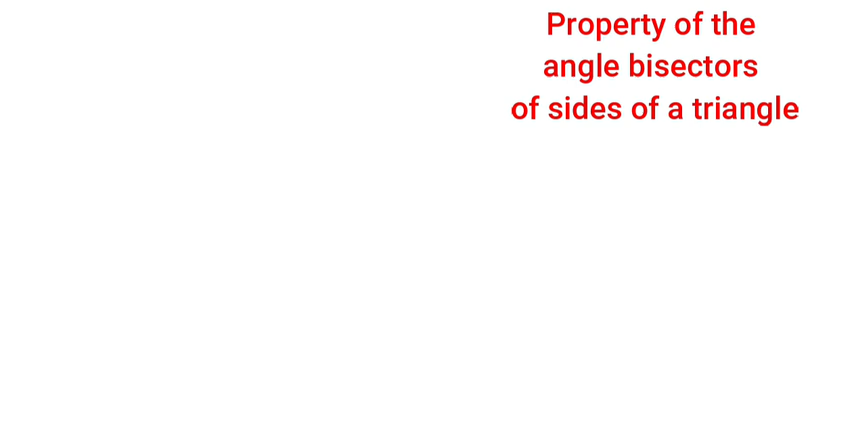 Property of the
angle bisectors
of sides of a triangle